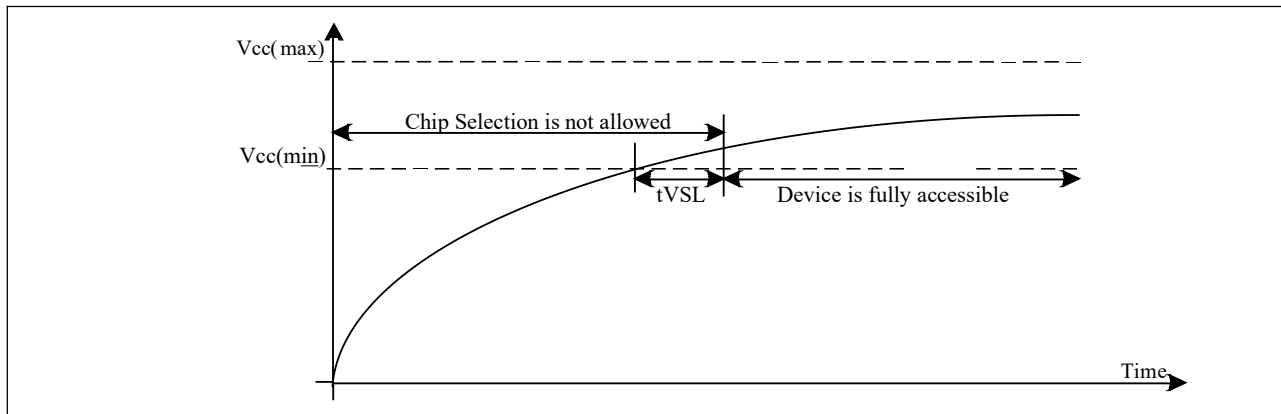 Vcc(max)
Chip Selection is not allowed
Vcc(min)
tVSL
Device is fully accessible
Time